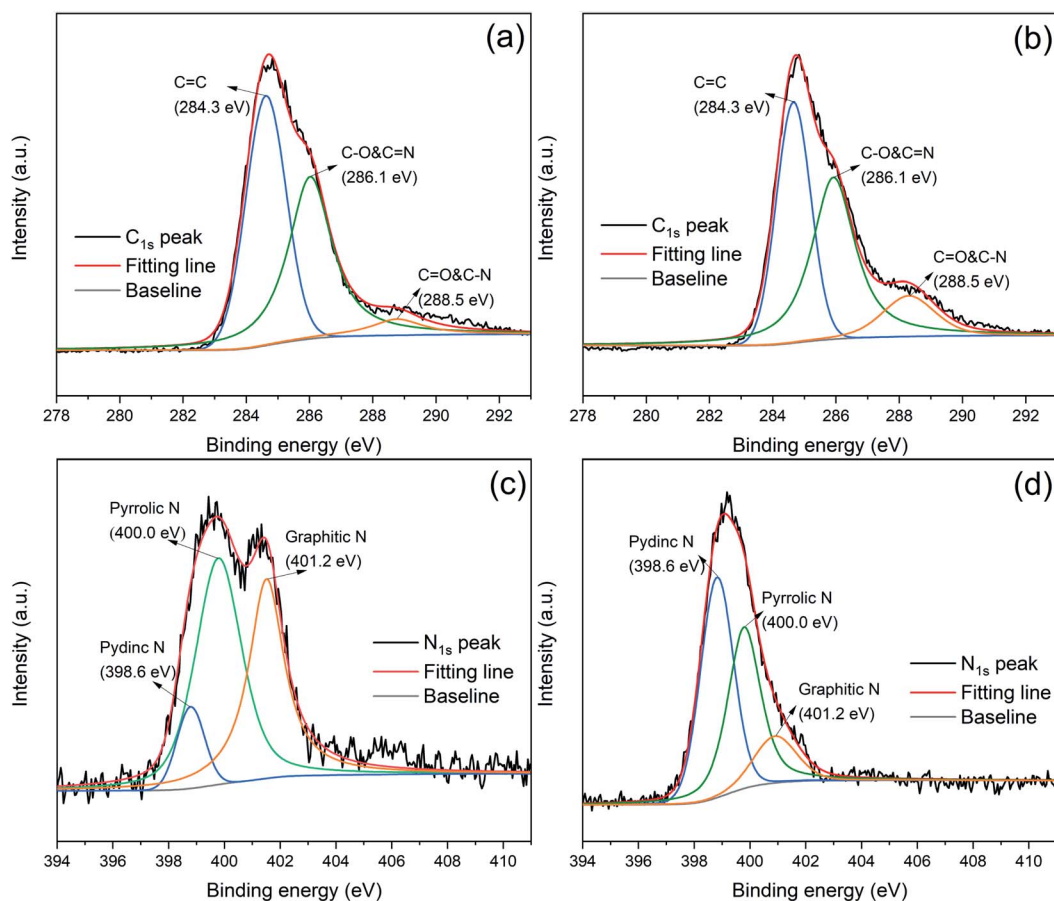 (a)
C=C
(284.3 eV)
C-O&C=N
(286.1 eV)
C=O&C-N
(288.5 eV)
C1s peak
Fitting line
Baseline
Intensity (a.u.)
278 280 282 284 286 288 290 292
Binding energy (eV)
(b)
C=C
(284.3 eV)
C-O&C=N
(286.1 eV)
C=O&C-N
(288.5 eV)
C1s peak
Fitting line
Baseline
Intensity (a.u.)
278 280 282 284 286 288 290 292
Binding energy (eV)
(c)
Pyrrolic N
(400.0 eV)
Graphitic N
(401.2 eV)
Pydinc N
(398.6 eV)
N1s peak
Fitting line
Baseline
Intensity (a.u.)
394 396 398 400 402 404 406 408 410
Binding energy (eV)
(d)
Pydinc N
(398.6 eV)
Pyrrolic N
(400.0 eV)
Graphitic N
(401.2 eV)
N1s peak
Fitting line
Baseline
Intensity (a.u.)
394 396 398 400 402 404 406 408 410
Binding energy (eV)